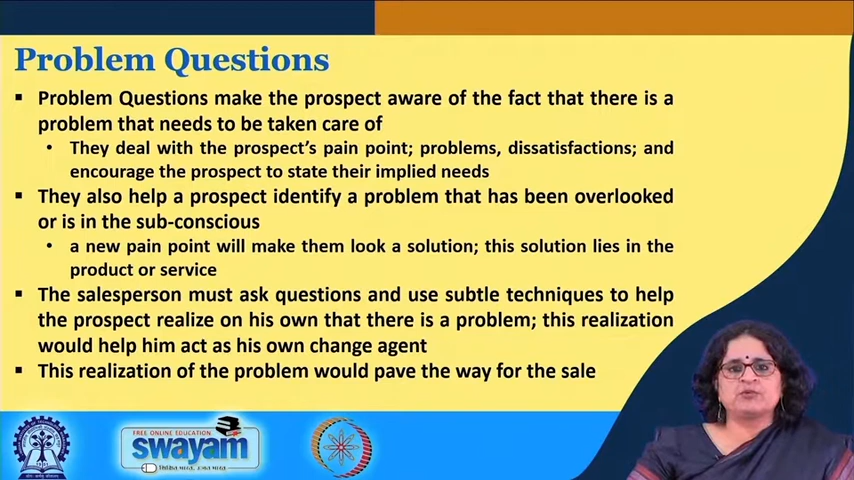 Problem Questions
▪ Problem Questions make the prospect aware of the fact that there is a
problem that needs to be taken care of
• They deal with the prospect's pain point; problems, dissatisfactions; and
encourage the prospect to state their implied needs
▪ They also help a prospect identify a problem that has been overlooked
or is in the sub-conscious
• a new pain point will make them look a solution; this solution lies in the
product or service
▪ The salesperson must ask questions and use subtle techniques to help
the prospect realize on his own that there is a problem; this realization
would help him act as his own change agent
▪ This realization of the problem would pave the way for the sale
FREE ONLINE EDUCATION
swayam
शिक्षित भारत, उन्नत भारत